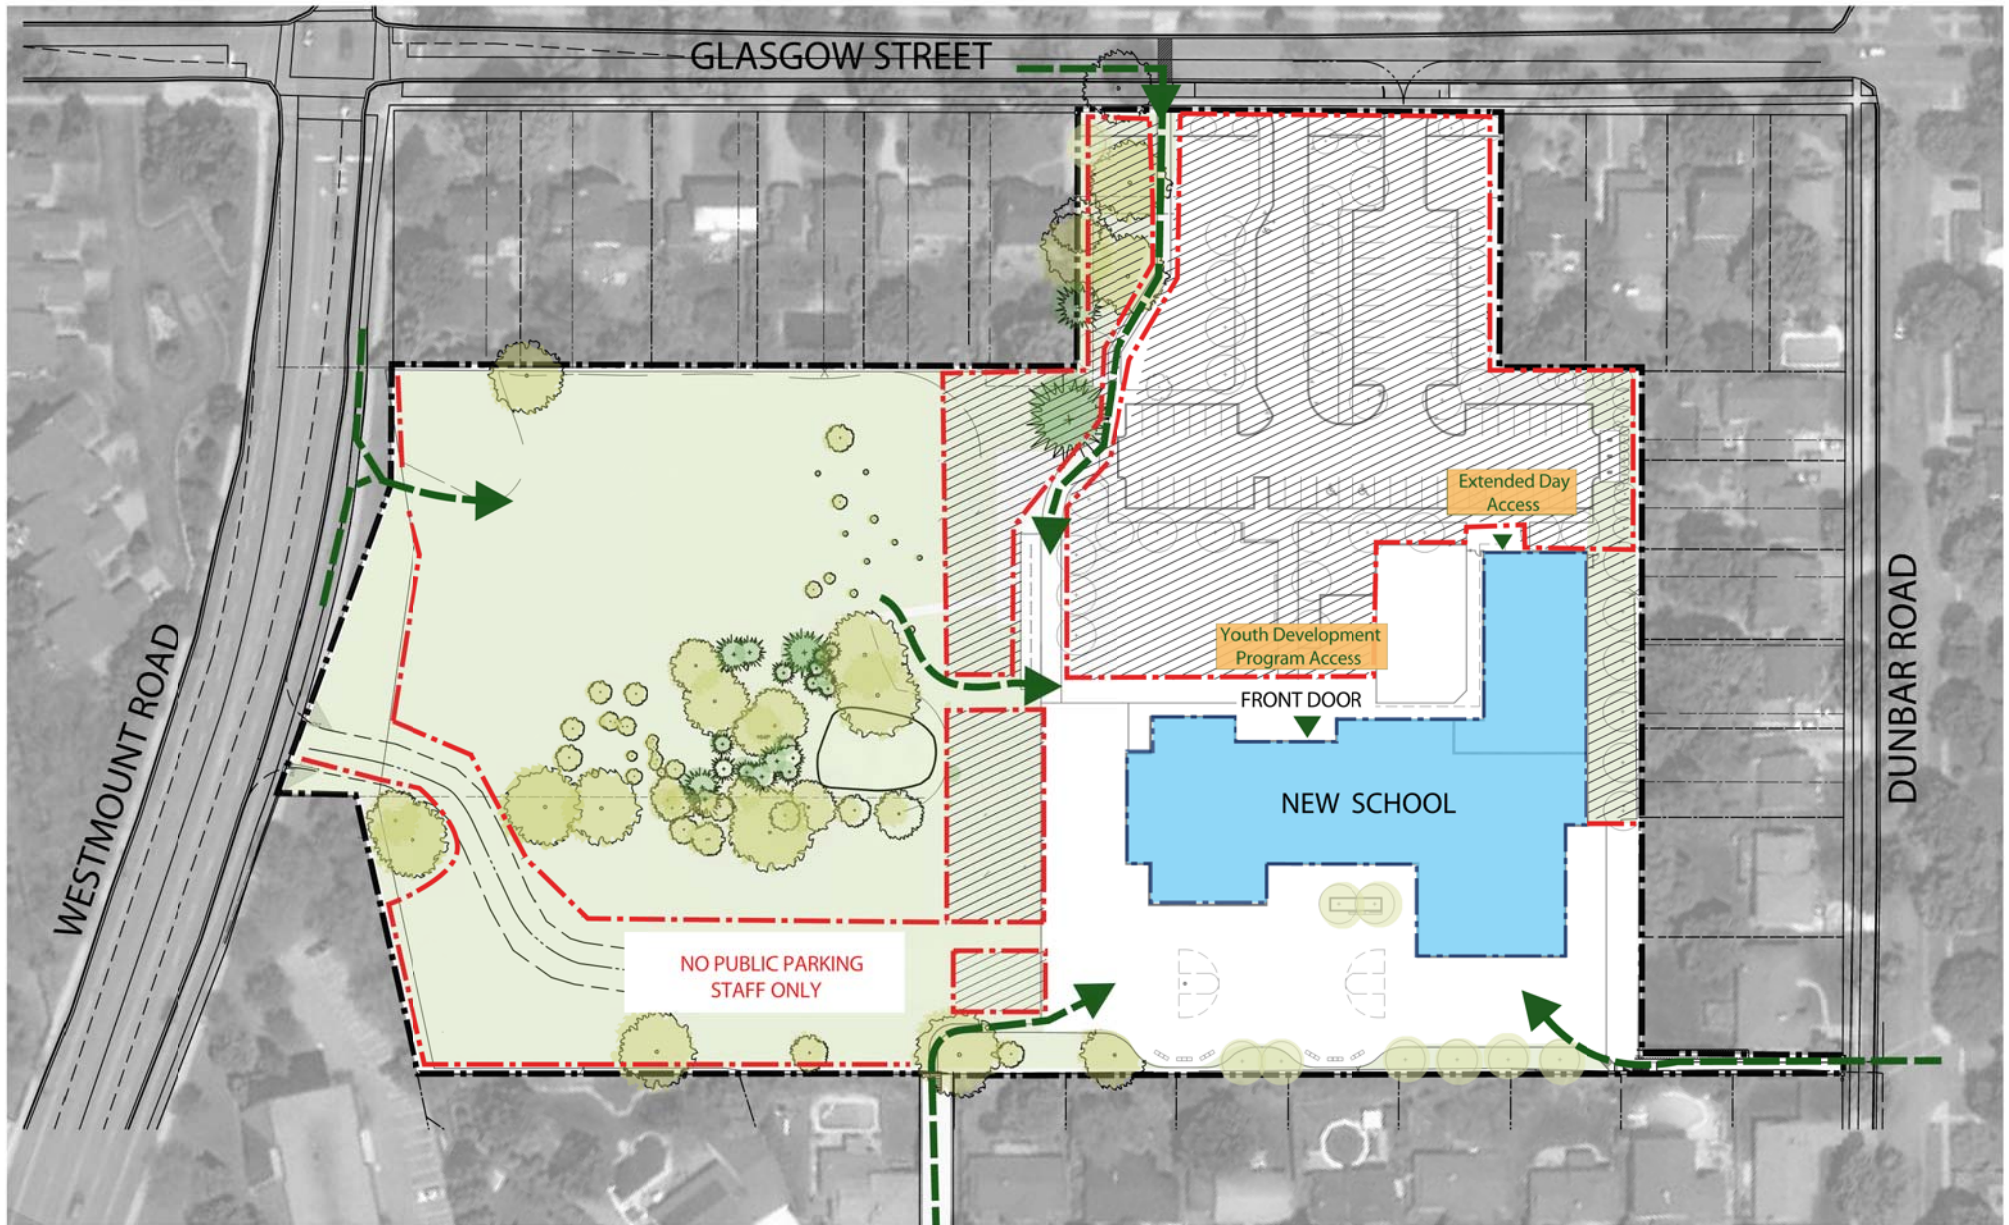 GLASGOW STREET
Extended Day
Access
Youth Development
Program Access
FRONT DOOR
NEW SCHOOL
NO PUBLIC PARKING
STAFF ONLY
WESTMOUNT ROAD
DUNBAR ROAD